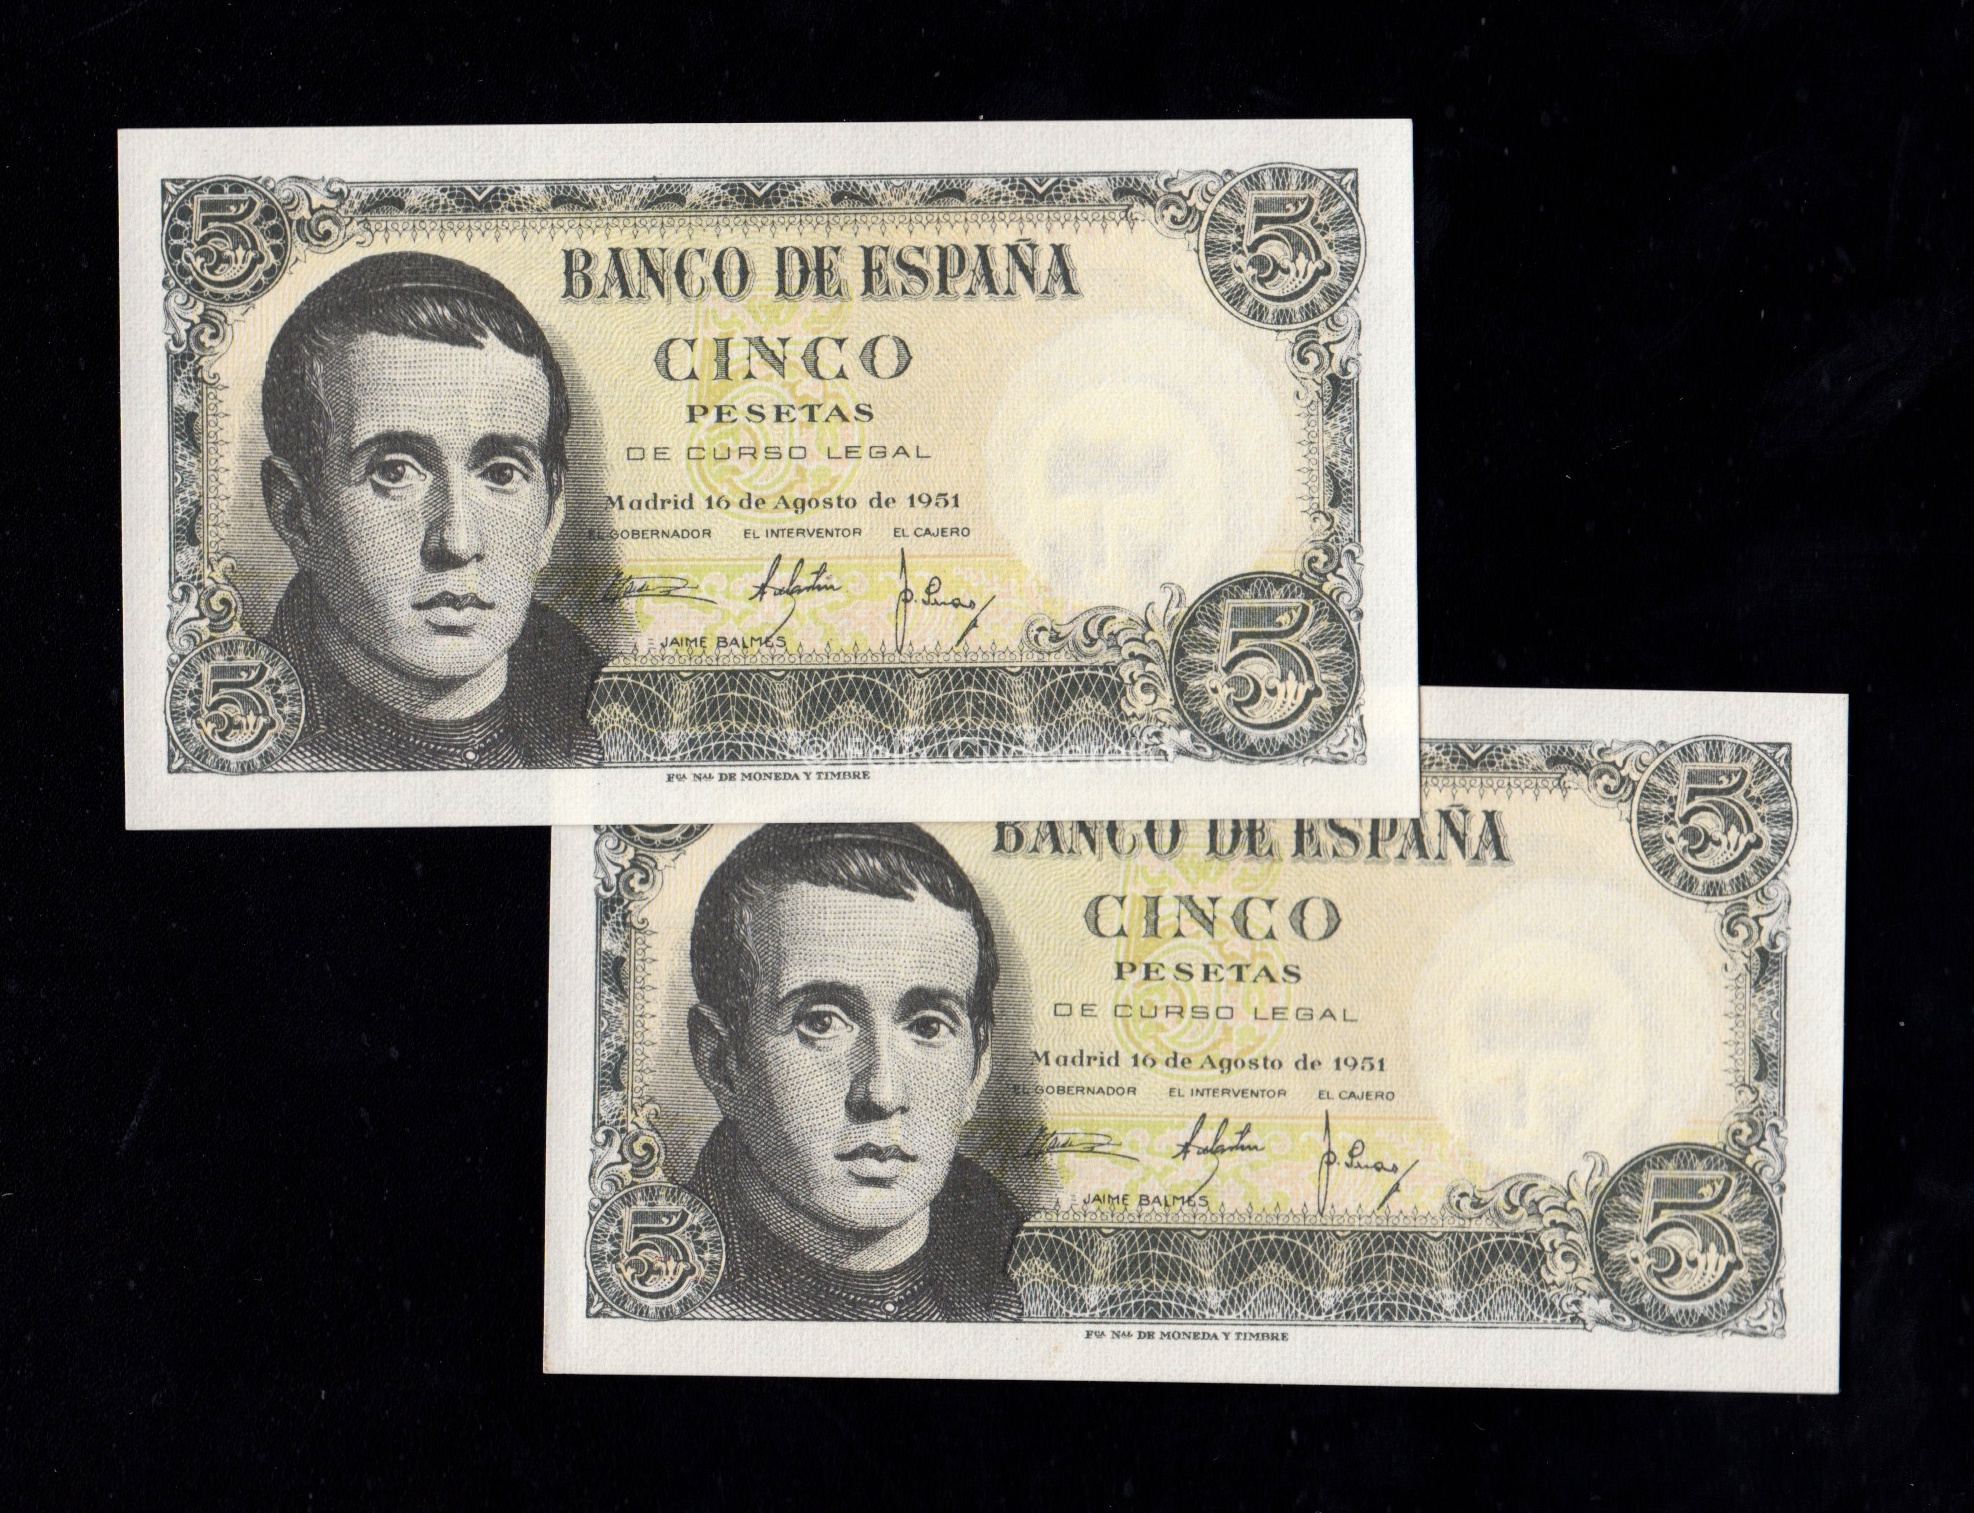 5
5
BANCO DE ESPAÑA
CINCO
PESETAS
DE CURSO LEGAL
Madrid 16 de Agosto de 1951
EL GOBERNADOR EL INTERVENTOR EL CAJERO
JAIME BALMES
5
5
FCA NAL DE MONEDA Y TIMBRE
BANCO DE ESPAÑA
5
CINCO
PESETAS
DE CURSO LEGAL
Madrid 16 de Agosto de 1951
EL GOBERNADOR EL INTERVENTOR EL CAJERO
JAIME BALMES
5
5
FCA NAL DE MONEDA Y TIMBRE